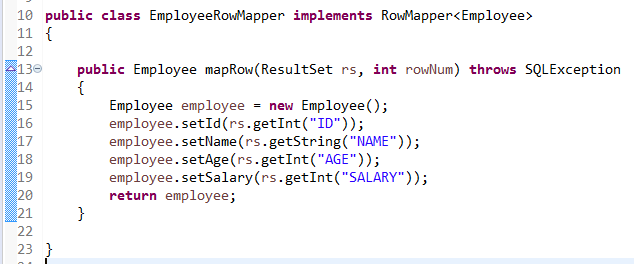 10 public class EmployeeRowMapper implements RowMapper<Employee>
11 {
12
13 public Employee mapRow(ResultSet rs, int rowNum) throws SQLException
14 {
15 Employee employee = new Employee();
16 employee.setId(rs.getInt("ID"));
17 employee.setName(rs.getString("NAME"));
18 employee.setAge(rs.getInt("AGE"));
19 employee.setSalary(rs.getInt("SALARY"));
20 return employee;
21 }
22
23 }